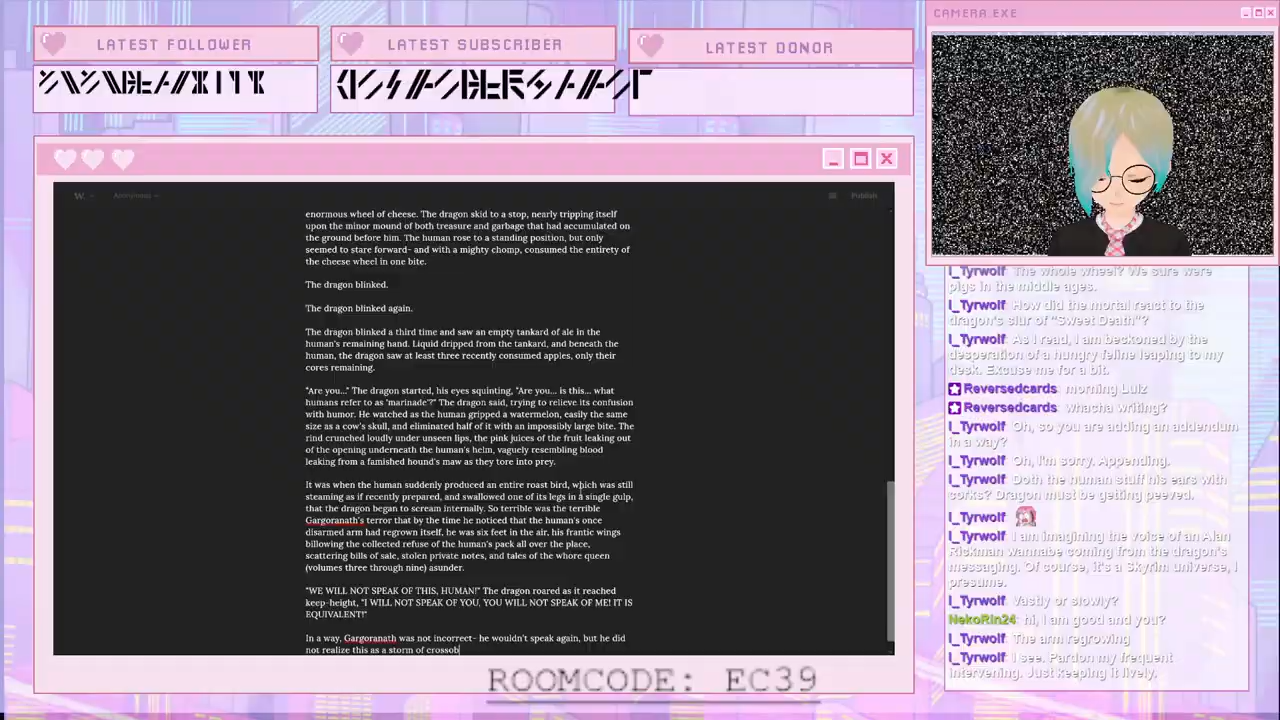 CAMERA.EXE
LATEST FOLLOWER
LATEST SUBSCRIBER
LATEST DONOR
W.
Anonymous
Publish
enormous wheel of cheese. The dragon skid to a stop, nearly tripping itself
upon the minor mound of both treasure and garbage that had accumulated on
the ground before him. The human rose to a standing position, but only
seemed to stare forward- and with a mighty chomp, consumed the entirety of
the cheese wheel in one bite.
The dragon blinked.
The dragon blinked again.
The dragon blinked a third time and saw an empty tankard of ale in the
human's remaining hand. Liquid dripped from the tankard, and beneath the
human, the dragon saw at least three recently consumed apples, only their
cores remaining.
"Are you..." The dragon started, his eyes squinting, "Are you... is this... what
humans refer to as 'marinade'?" The dragon said, trying to relieve its confusion
with humor. He watched as the human gripped a watermelon, easily the same
size as a cow's skull, and eliminated half of it with an impossibly large bite. The
rind crunched loudly under unseen lips, the pink juices of the fruit leaking out
of the opening underneath the human's helm, vaguely resembling blood
leaking from a famished hound's maw as they tore into prey.
It was when the human suddenly produced an entire roast bird, which was still
steaming as if recently prepared, and swallowed one of its legs in a single gulp,
that the dragon began to scream internally. So terrible was the terrible
Gargoranath's terror that by the time he noticed that the human's once
disarmed arm had regrown itself, he was six feet in the air, his frantic wings
billowing the collected refuse of the human's pack all over the place,
scattering bills of sale, stolen private notes, and tales of the whore queen
(volumes three through nine) asunder.
"WE WILL NOT SPEAK OF THIS, HUMAN!" The dragon roared as it reached
keep-height, "I WILL NOT SPEAK OF YOU, YOU WILL NOT SPEAK OF ME! IT IS
EQUIVALENT!"
In a way, Gargoranath was not incorrect- he wouldn't speak again, but he did
not realize this as a storm of crossob
ROOMCODE: EC39
I_Tyrwolf The whole wheel? We sure were
pigs in the middle ages.
I_Tyrwolf How did the mortal react to the
dragon's slur of "Sweet Death"?
I_Tyrwolf As I read, I am beckoned by the
desperation of a hungry feline leaping to my
desk. Excuse me for a bit.
Reversedcards morning Lulz
Reversedcards whacha writing?
I_Tyrwolf Oh, so you are adding an addendum
in a way?
I_Tyrwolf Oh, I'm sorry. Appending.
I_Tyrwolf Doth the human stuff his ears with
corks? Dragon must be getting peeved.
I_Tyrwolf
I_Tyrwolf I am imagining the voice of an Alan
Rickman wannabe coming from the dragon's
messaging. Of course, it's a Skyrim universe, I
presume.
I_Tyrwolf Vastly or slowly?
NekoRin24 hi, I am good and you?
I_Tyrwolf The arm regrowing
I_Tyrwolf I see. Pardon my frequent
intervening. Just keeping it lively.